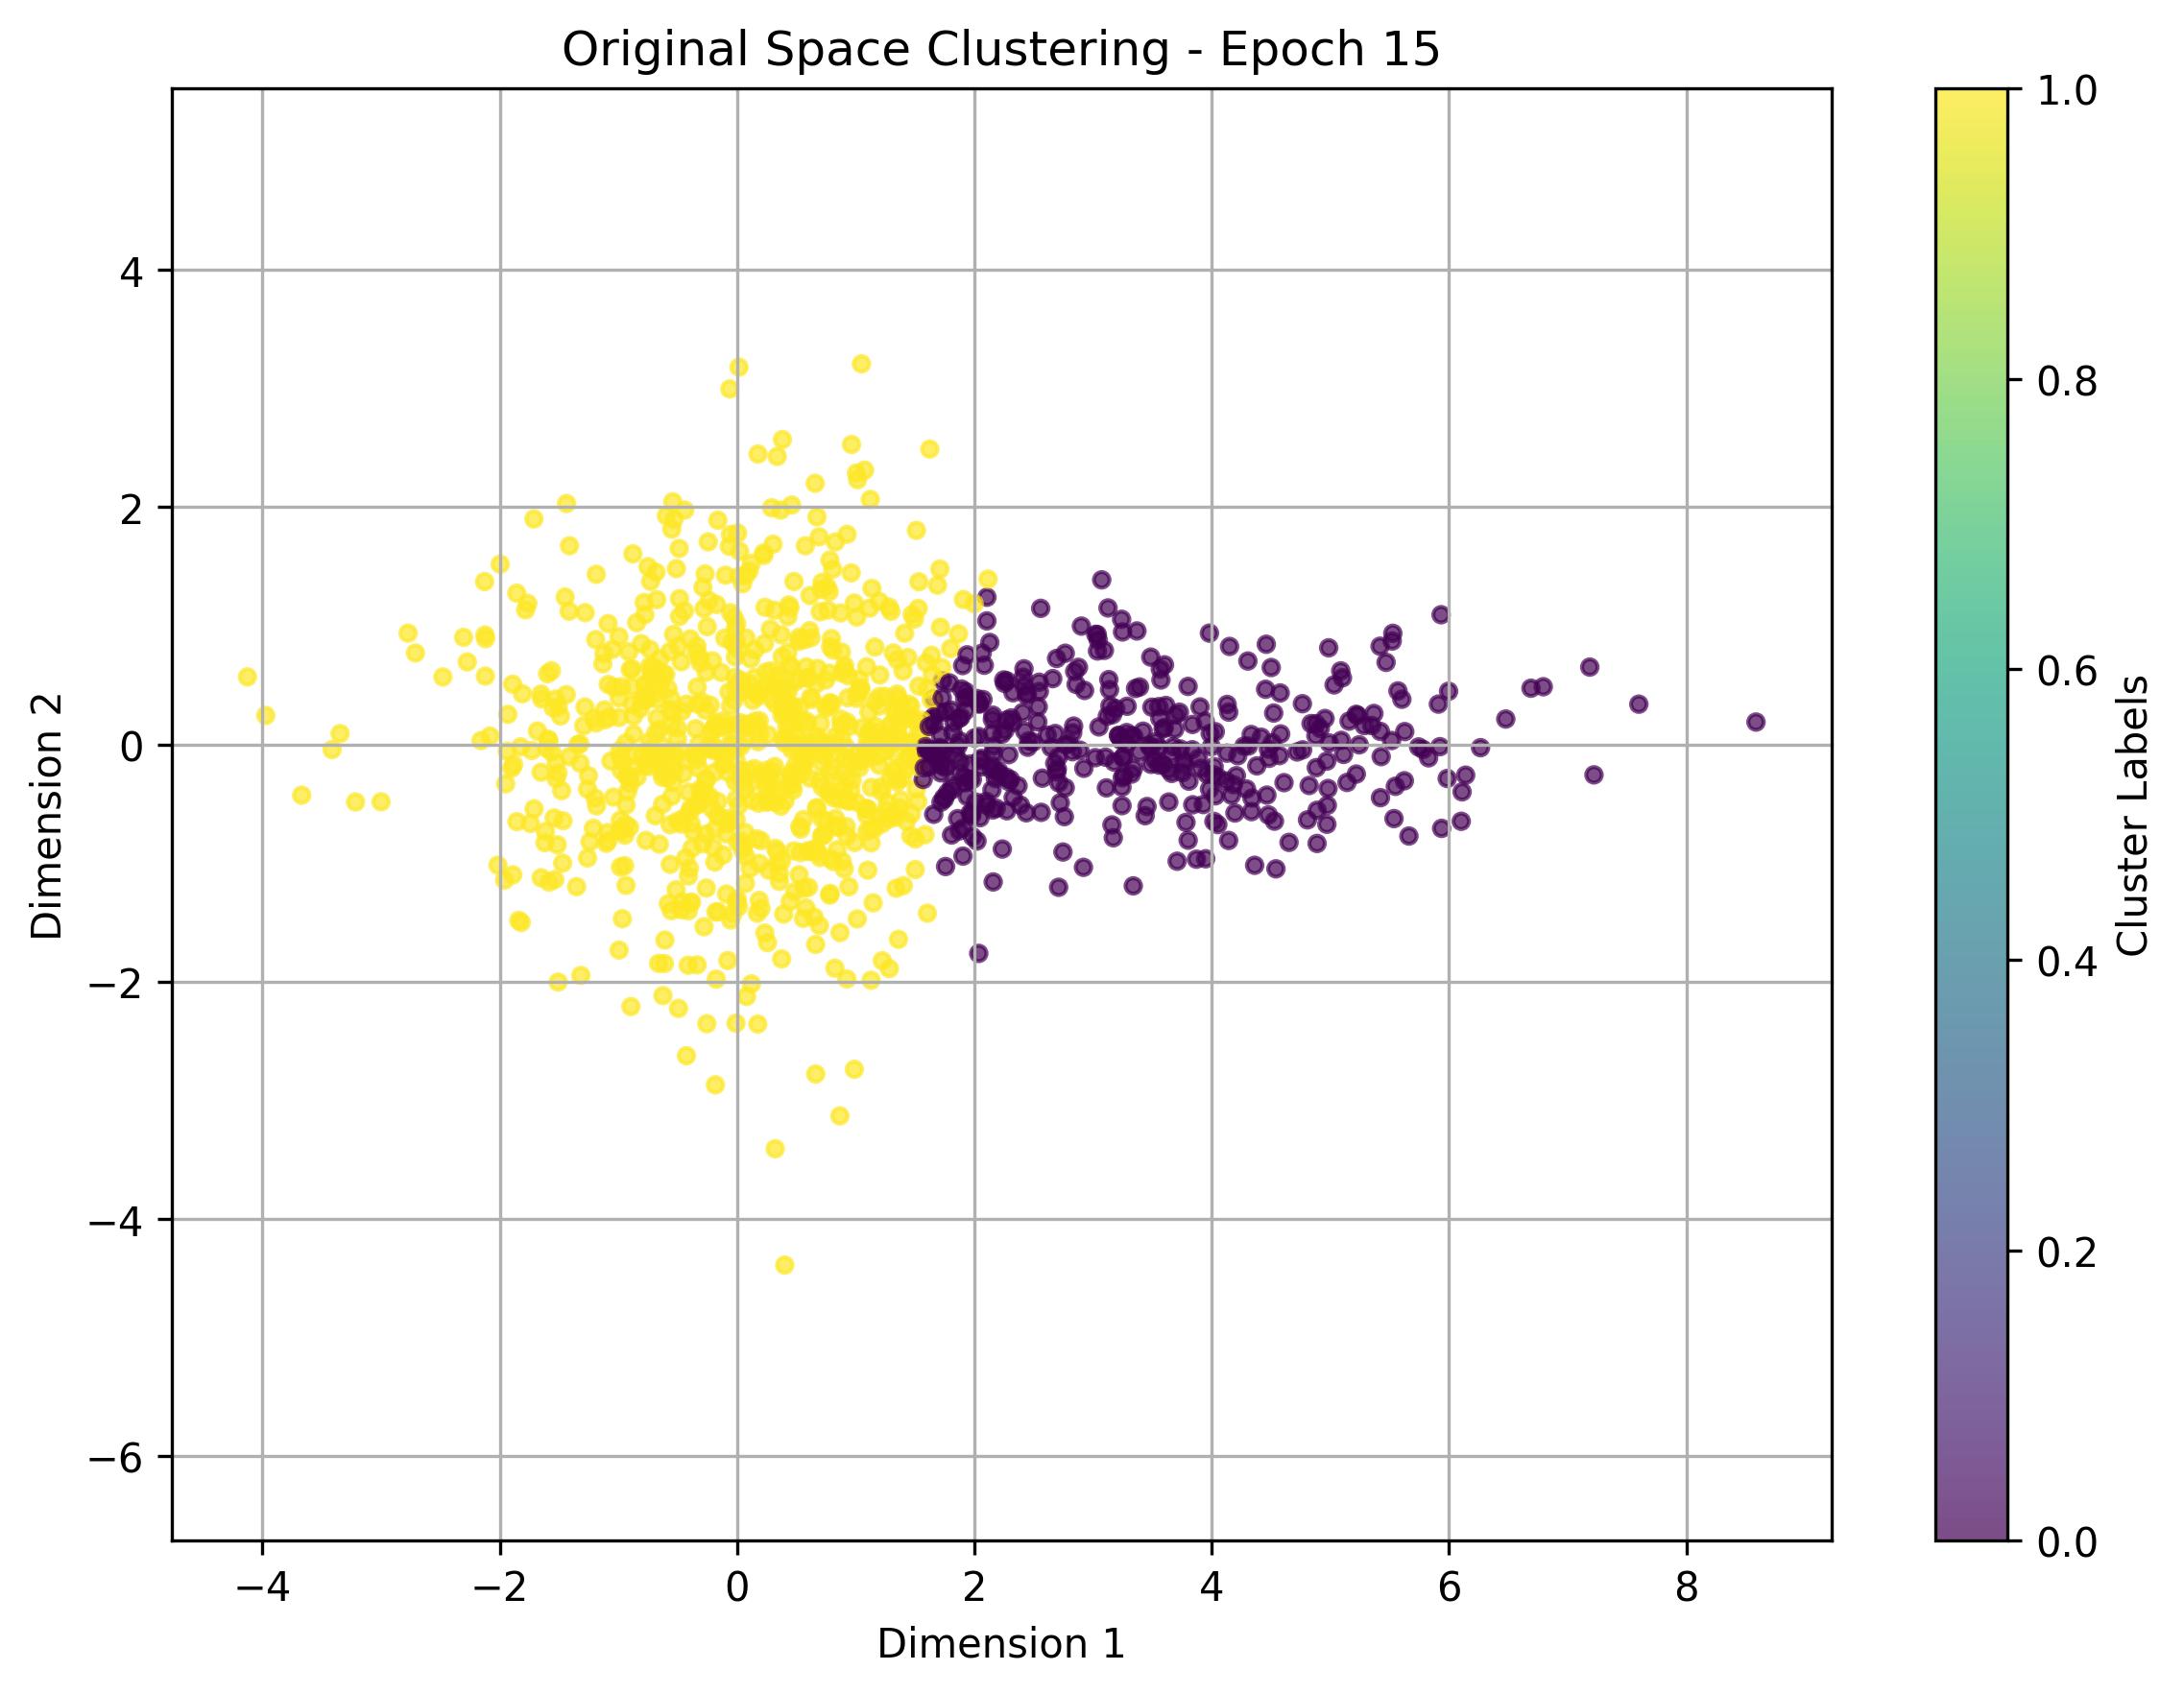 Original Space Clustering - Epoch 15
1.0
4
0.8
2
0.6
0
Dimension 2
Cluster Labels
−2
0.4
−4
0.2
−6
0.0
−4 −2 0 2 4 6 8
Dimension 1